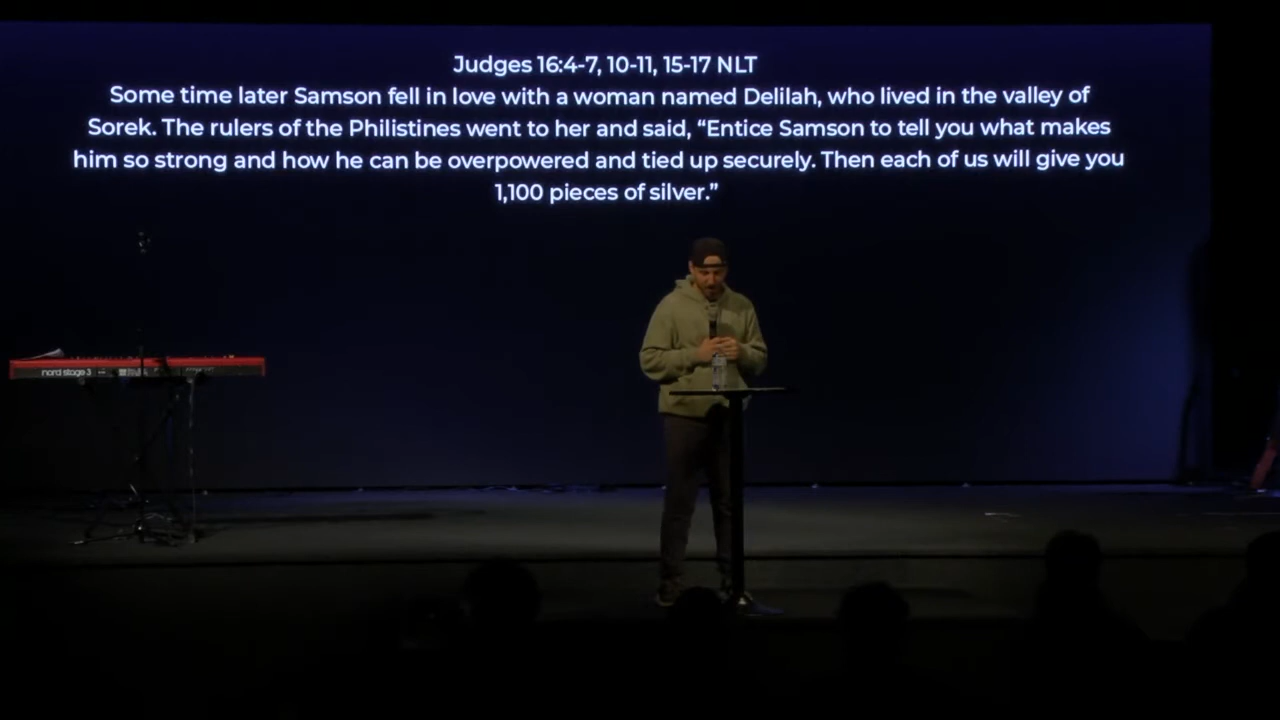 Judges 16:4-7, 10-11, 15-17 NLT
Some time later Samson fell in love with a woman named Delilah, who lived in the valley of
Sorek. The rulers of the Philistines went to her and said, “Entice Samson to tell you what makes
him so strong and how he can be overpowered and tied up securely. Then each of us will give you
1,100 pieces of silver.”
nord stage 3